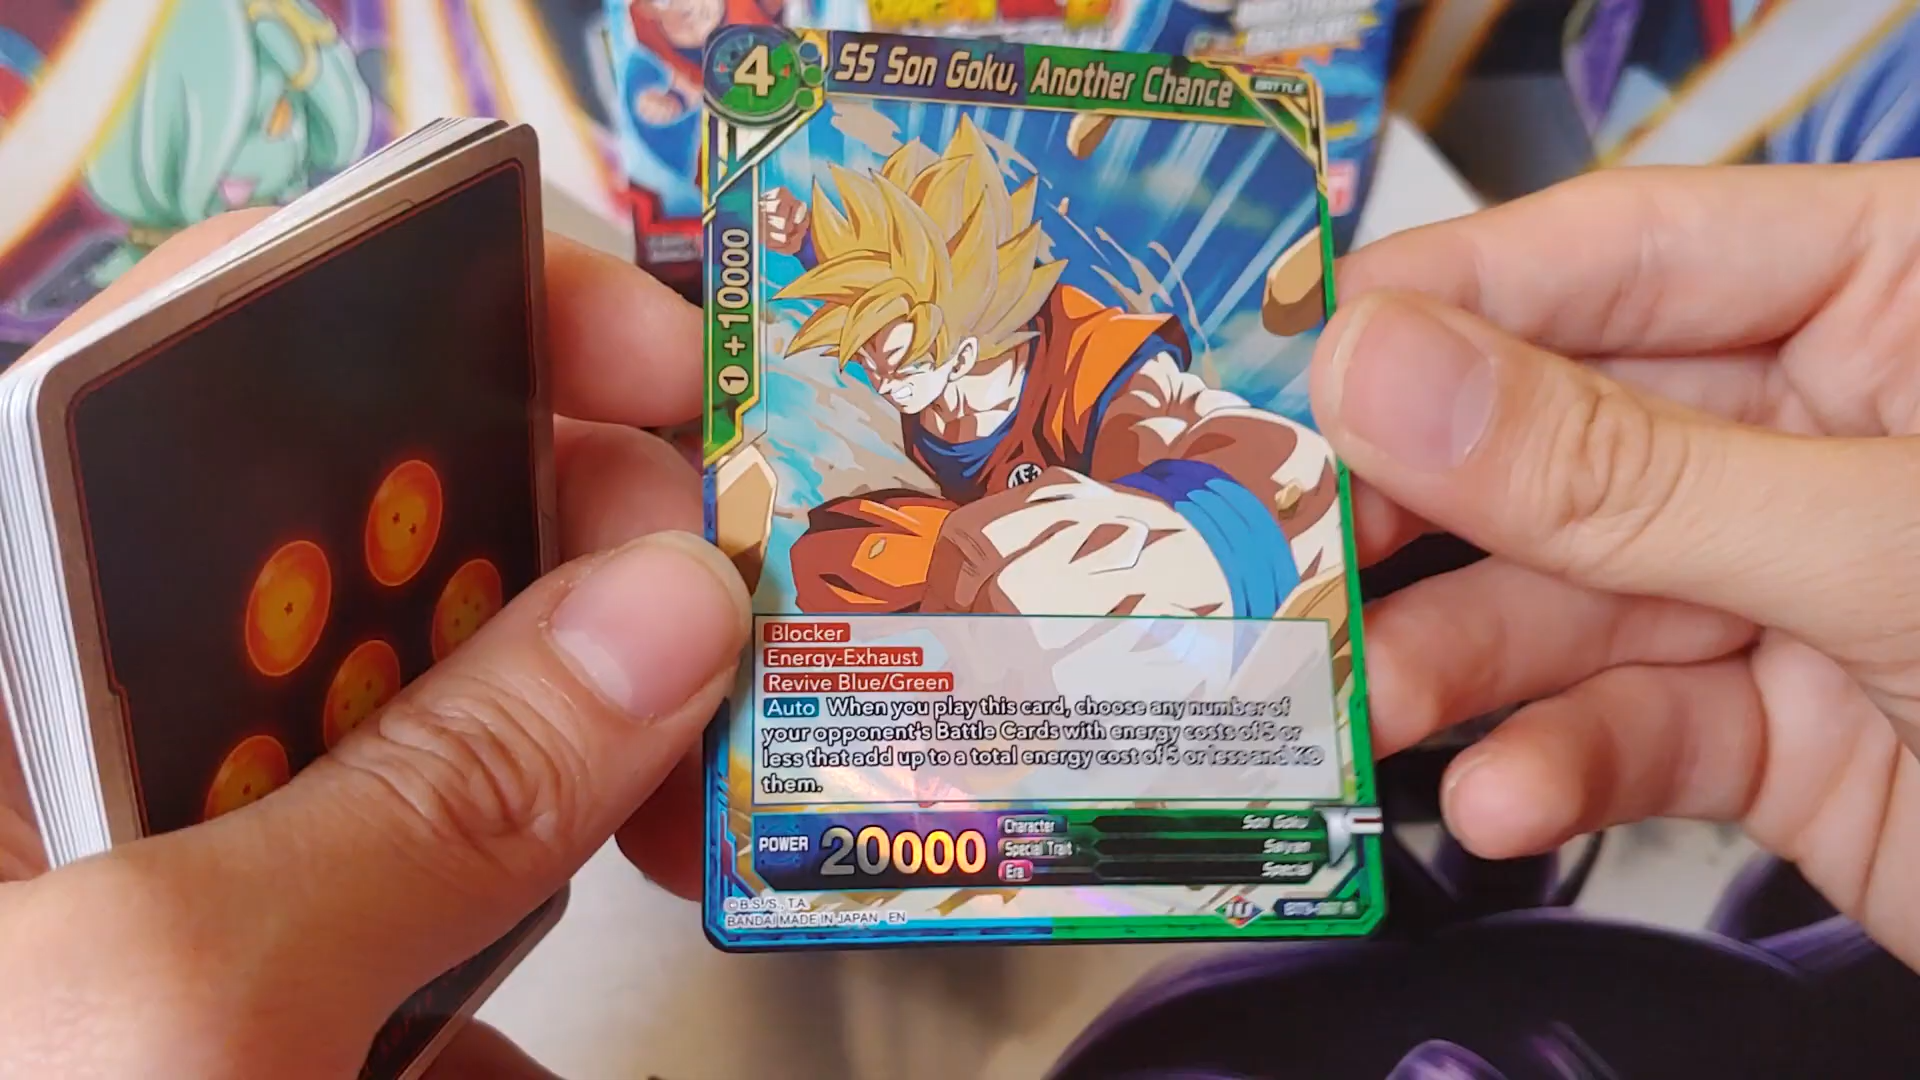 4
SS Son Goku, Another Chance
BATTLE
1 +10000
Blocker
Energy-Exhaust
Revive Blue/Green
Auto When you play this card, choose any number of
your opponent's Battle Cards with energy costs of 5 or
less that add up to a total energy cost of 5 or less and KO
them.
POWER 20000
Character Son Goku
Special Trait Saiyan
Era Special
©B.S./S., T.A.
BANDAI MADE IN JAPAN EN